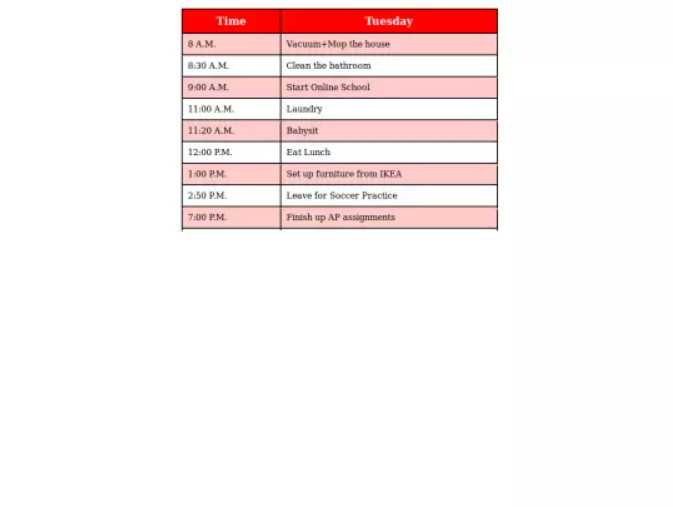 Time Tuesday
8 A.M. Vacuum+Mop the house
8:30 A.M. Clean the bathroom
9:00 A.M. Start Online School
11:00 A.M. Laundry
11:20 A.M. Babysit
12:00 P.M. Eat Lunch
1:00 P.M. Set up furniture from IKEA
2:50 P.M. Leave for Soccer Practice
7:00 P.M. Finish up AP assignments